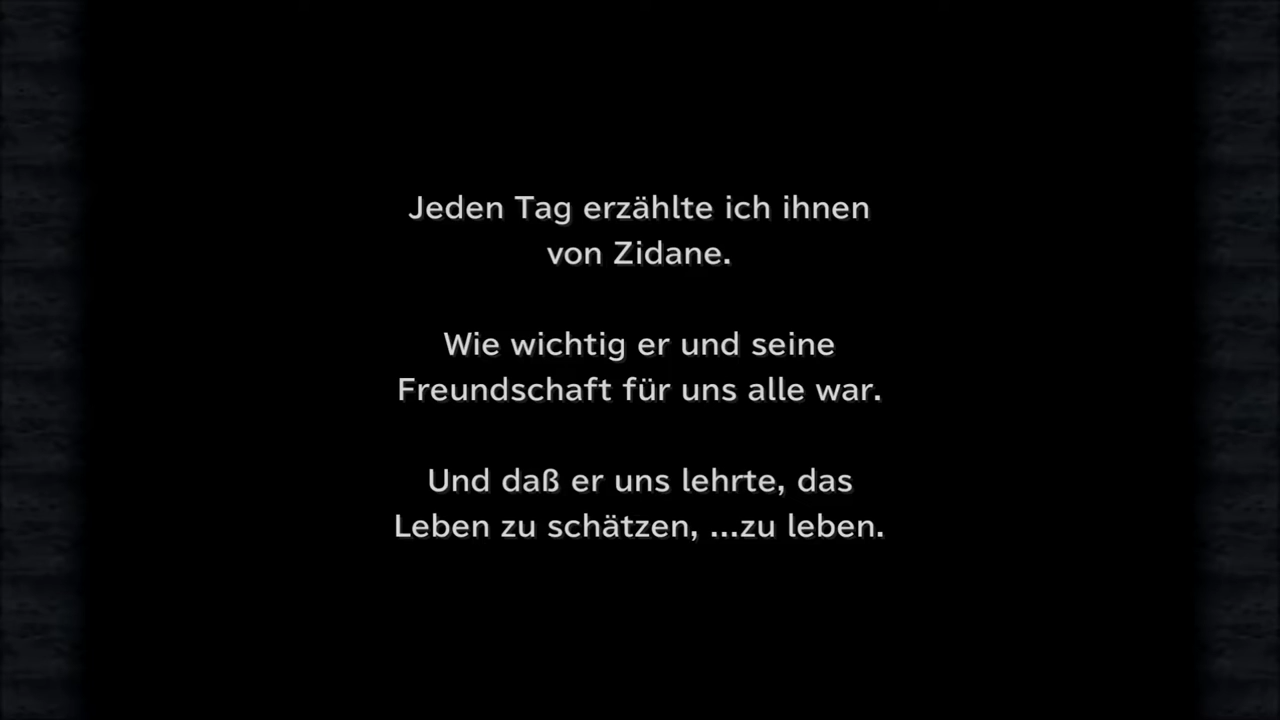 Jeden Tag erzählte ich ihnen
von Zidane.
Wie wichtig er und seine
Freundschaft für uns alle war.
Und daß er uns lehrte, das
Leben zu schätzen, ...zu leben.